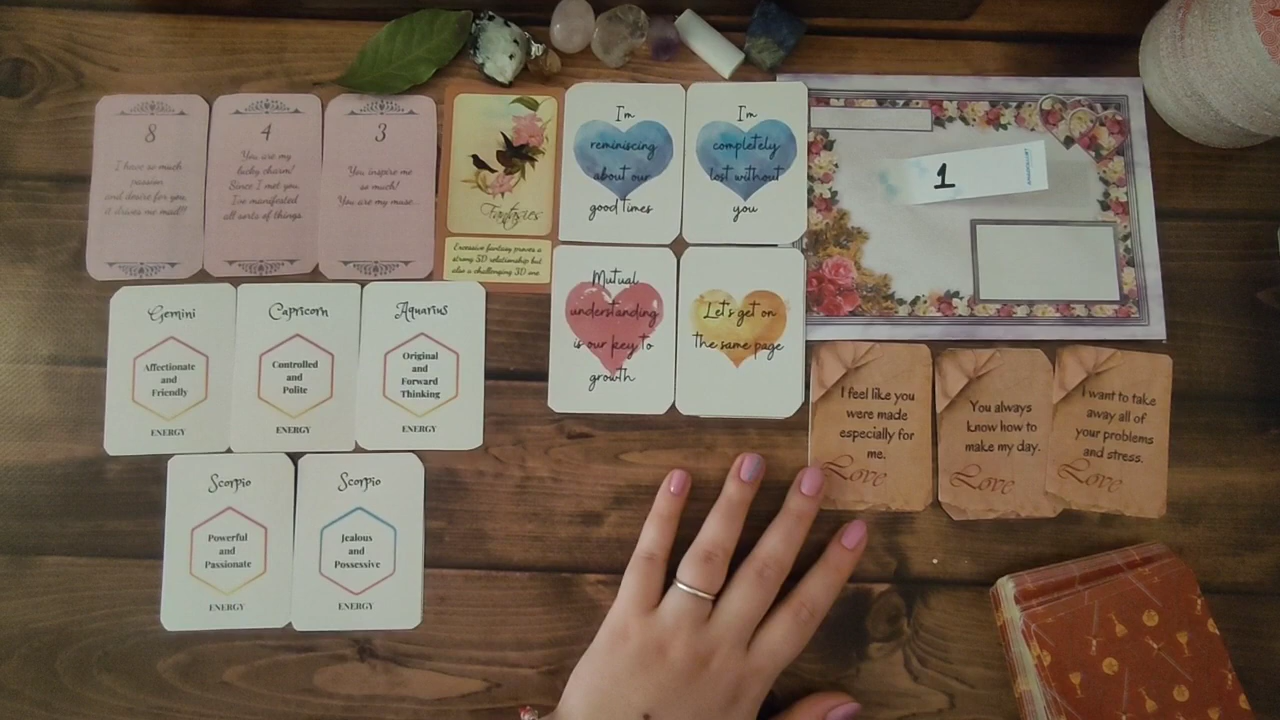 8
I have so much
passion
and desire for you
it drives me mad!!
4
You are my
lucky charm!
Since I met you
I've manifested
all sorts of things
3
You inspire me
so much!
You are my muse...
Fantasies
Excessive fantasy proves a
strong 5D relationship but
also a challenging 3D one
I'm
reminiscing
about our
good times
I'm
completely
lost without
you
1
Mutual
understanding
is our key to
growth
Let's get on
the same page
Gemini
Affectionate
and
Friendly
ENERGY
Capricorn
Controlled
and
Polite
ENERGY
Aquarius
Original
and
Forward
Thinking
ENERGY
I feel like you
were made
especially for
me.
Love
You always
know how to
make my day.
Love
I want to take
away all of
your problems
and stress.
Love
Scorpio
Powerful
and
Passionate
ENERGY
Scorpio
Jealous
and
Possessive
ENERGY